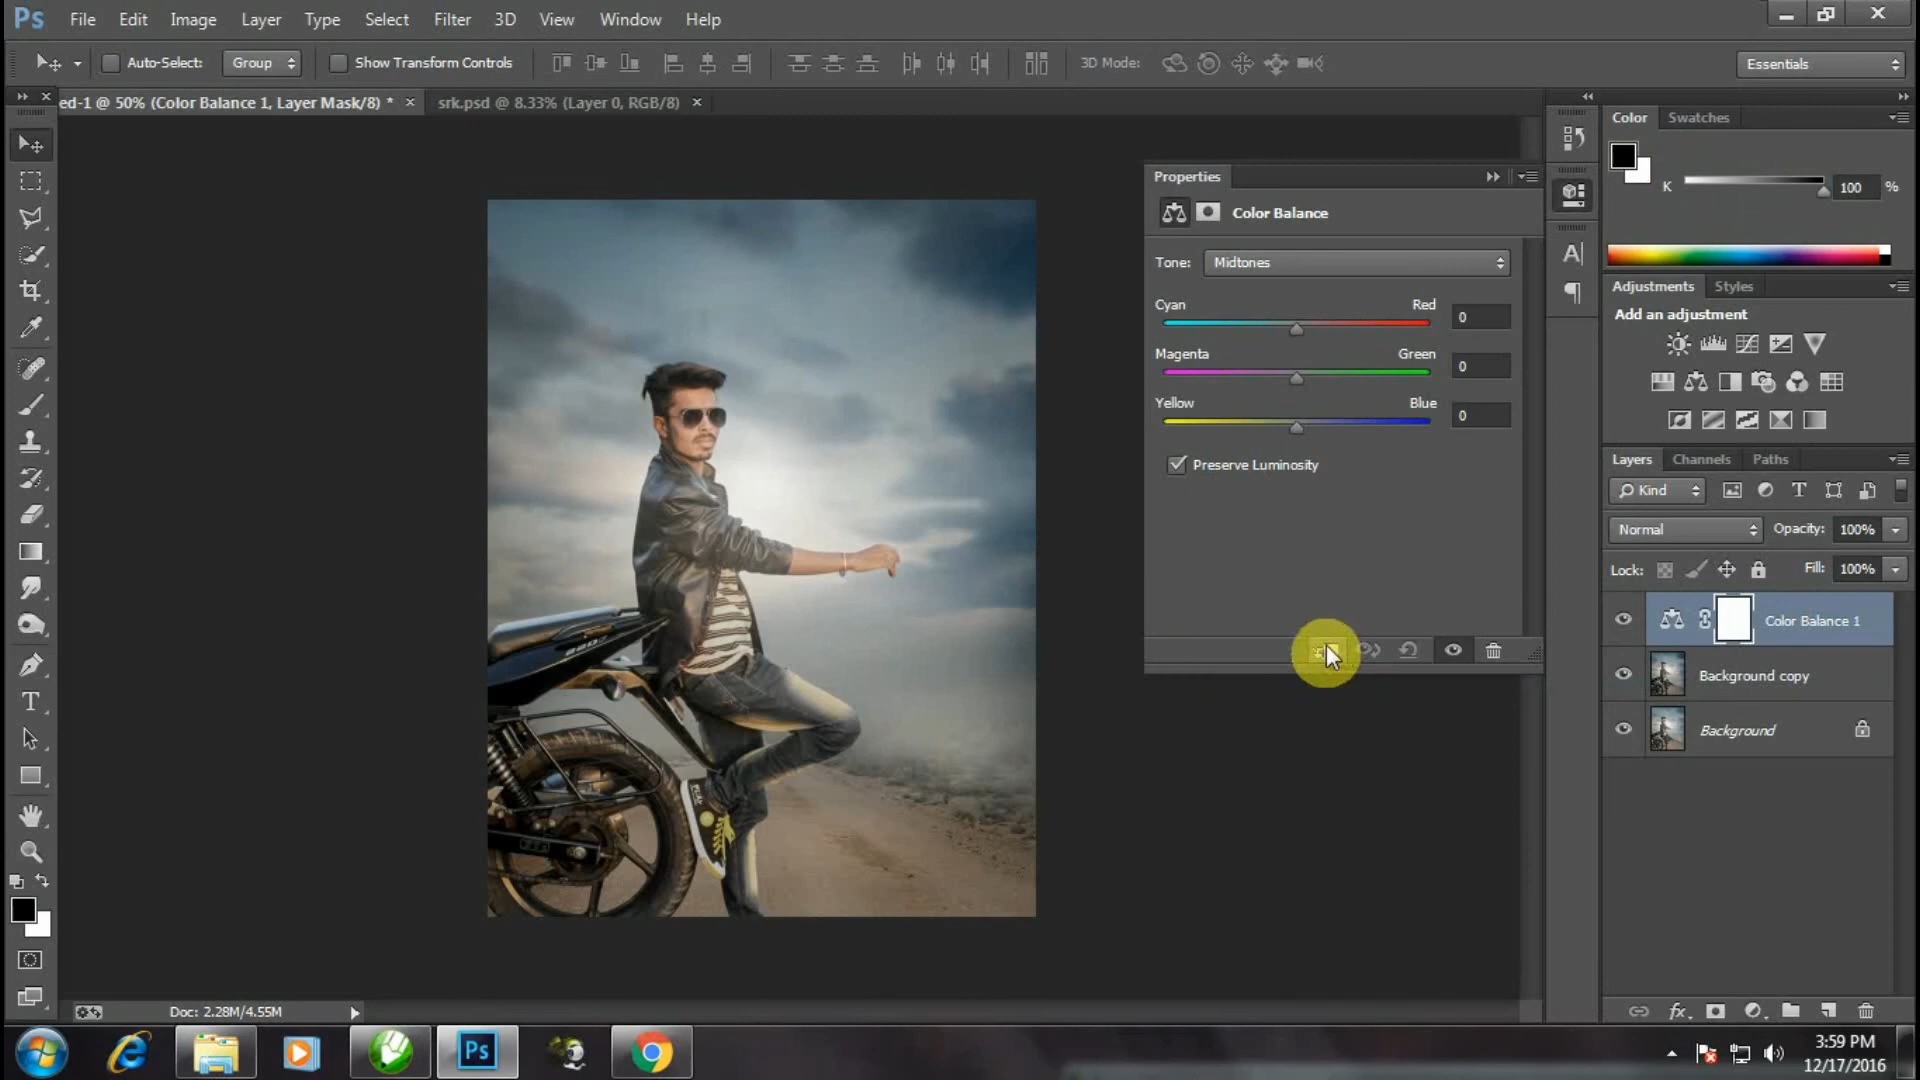 Ps File Edit Image Layer Type Select Filter 3D View Window Help
Auto-Select: Group Show Transform Controls 3D Mode: Essentials
ed-1 @ 50% (Color Balance 1, Layer Mask/8) * × srk.psd @ 8.33% (Layer 0, RGB/8) ×
Color Swatches
K 100 %
Properties
Color Balance
Tone: Midtones
Cyan Red 0
Magenta Green 0
Yellow Blue 0
Preserve Luminosity
Adjustments Styles
Add an adjustment
Layers Channels Paths
Kind
Normal Opacity: 100%
Lock: Fill: 100%
Color Balance 1
Background copy
Background
Doc: 2.28M/4.55M
Ps
3:59 PM
12/17/2016